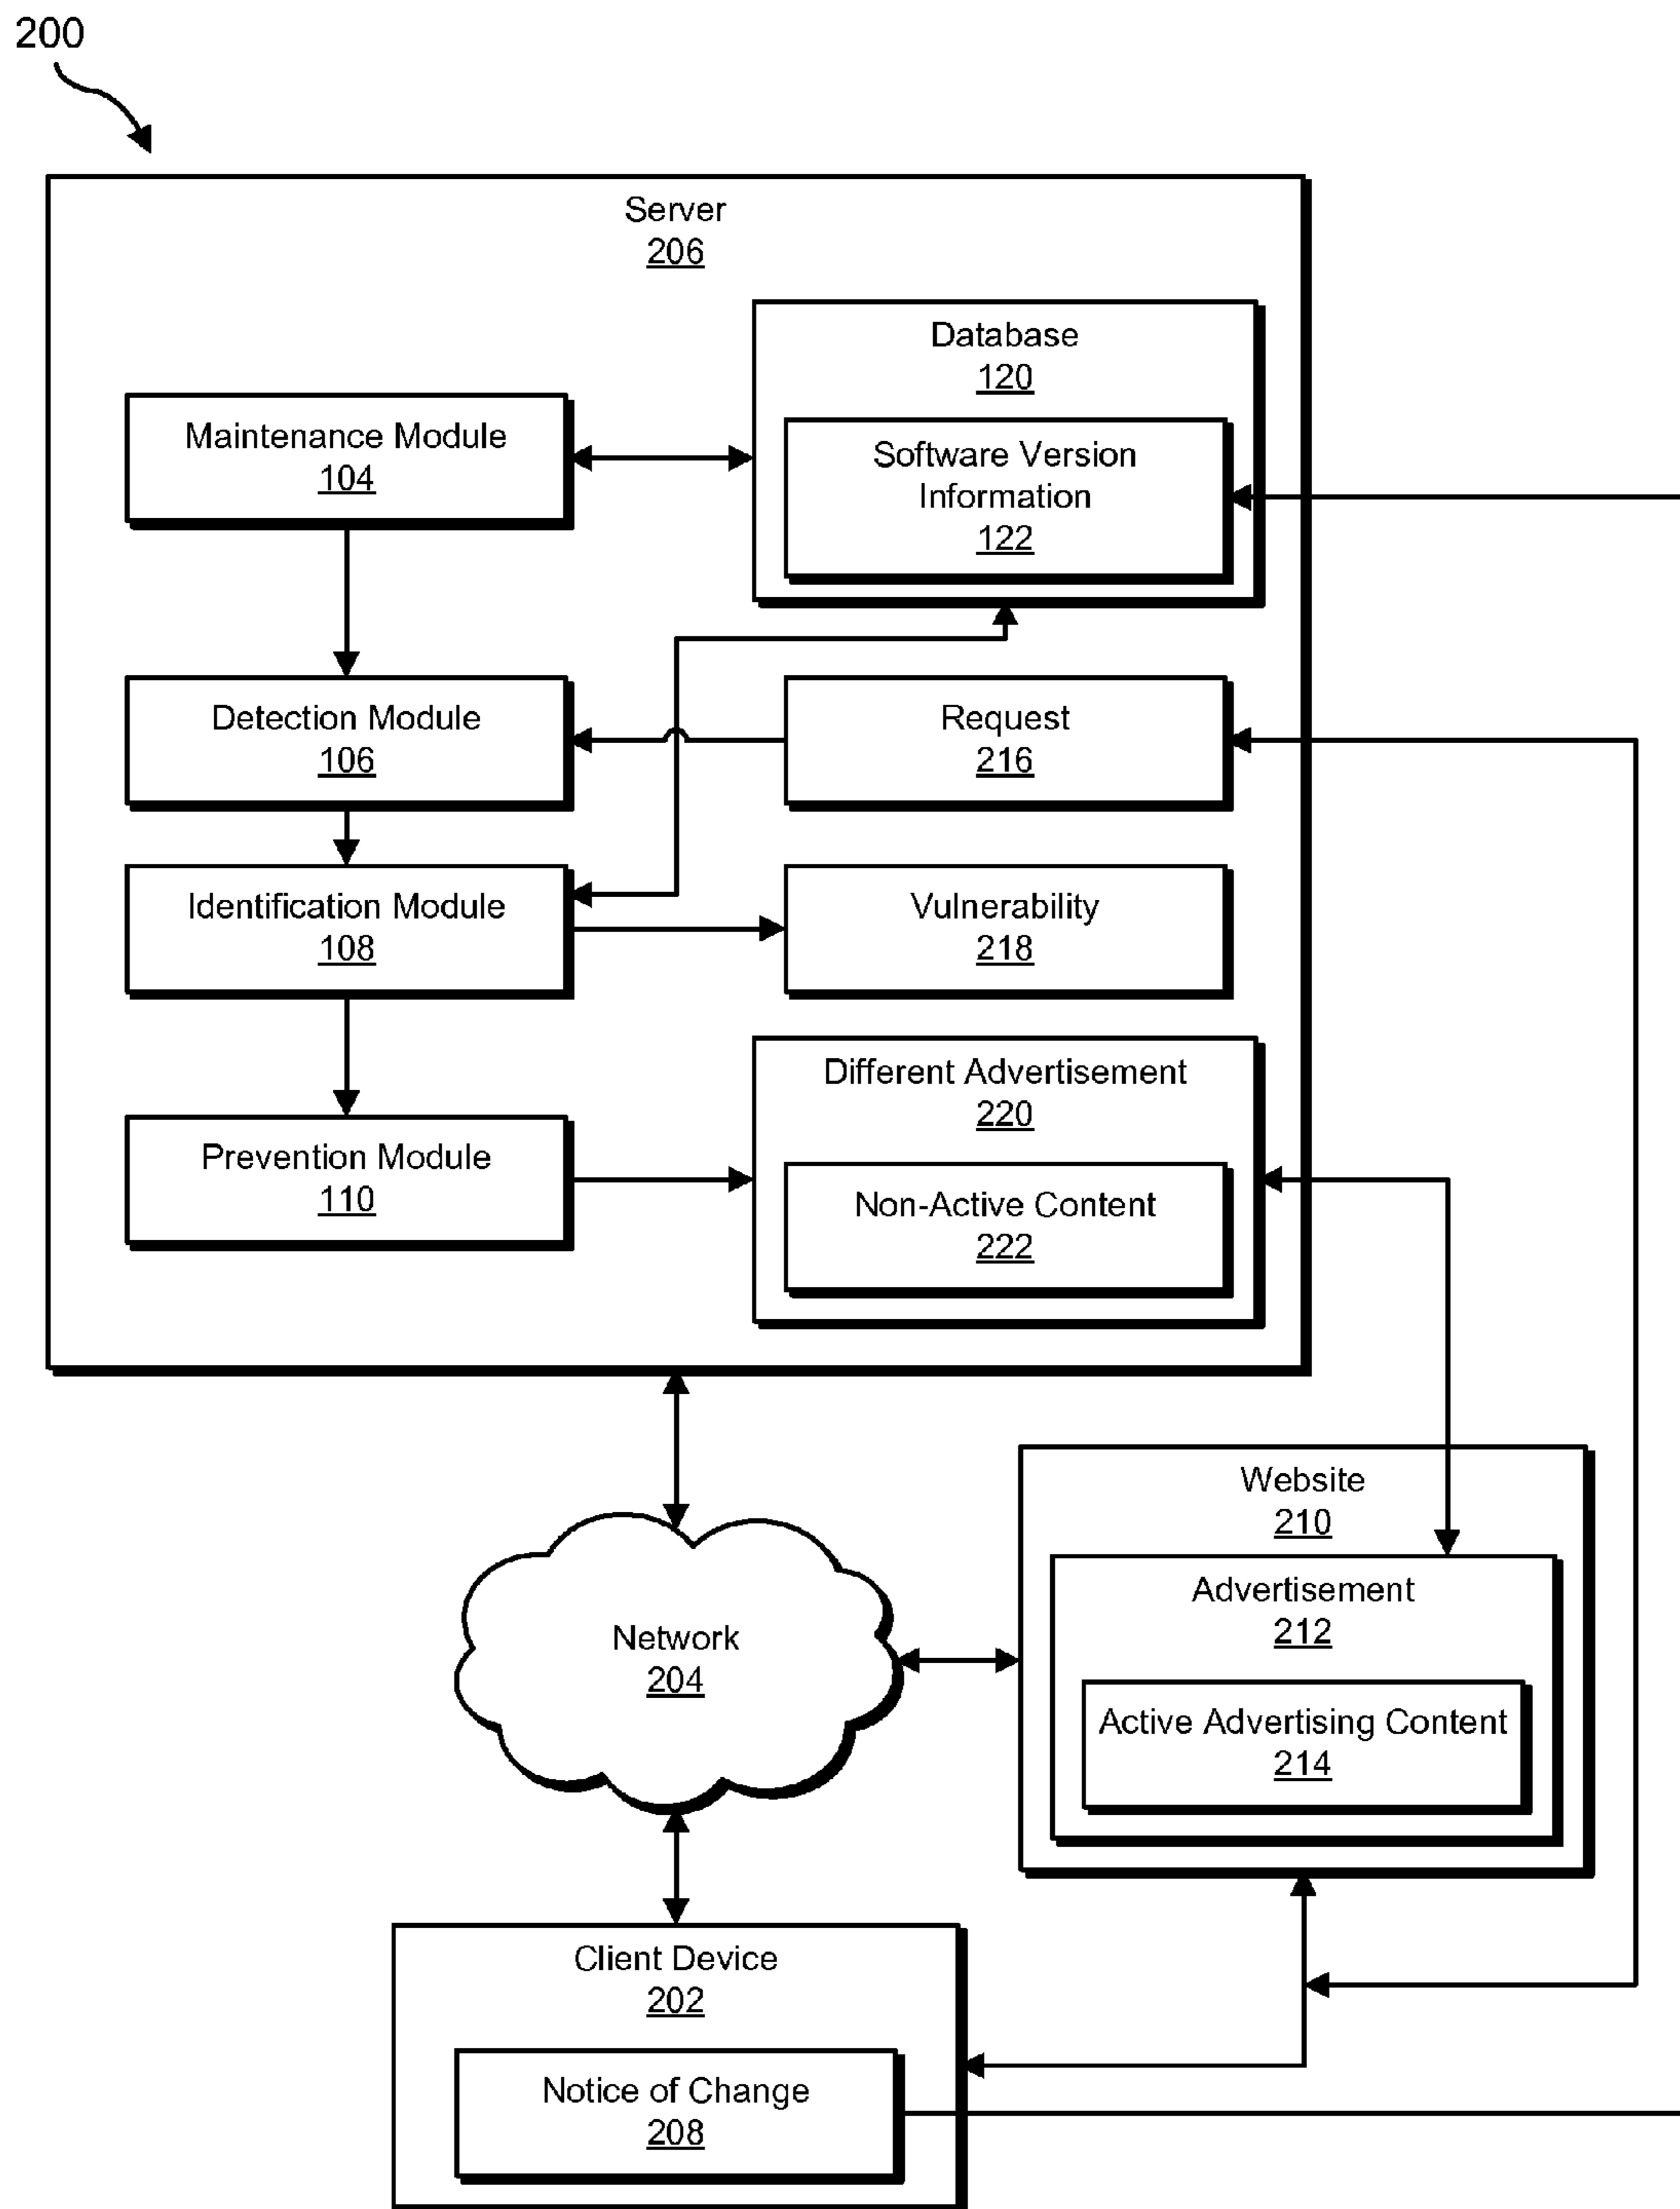 200
Server
206
Database
120
Software Version
Information
122
Maintenance Module
104
Detection Module
106
Request
216
Identification Module
108
Vulnerability
218
Different Advertisement
220
Non-Active Content
222
Prevention Module
110
Website
210
Advertisement
212
Active Advertising Content
214
Network
204
Client Device
202
Notice of Change
208